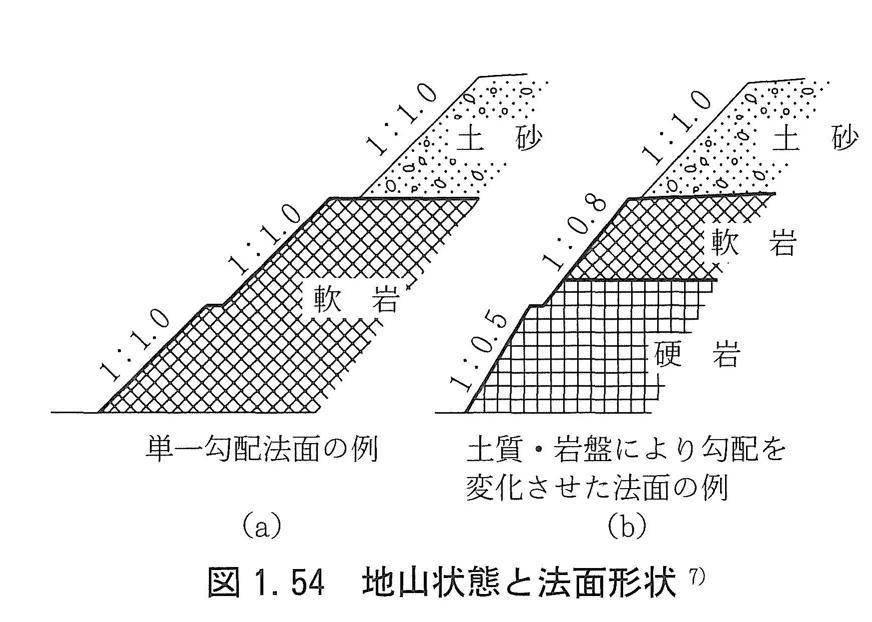 1:1.0
土 砂
1:1.0
軟 岩
1:1.0
単一勾配法面の例
(a)
1:1.0
土 砂
1:0.8
軟 岩
1:0.5
硬 岩
土質・岩盤により勾配を
変化させた法面の例
(b)
図 1.54 地山状態と法面形状 7)